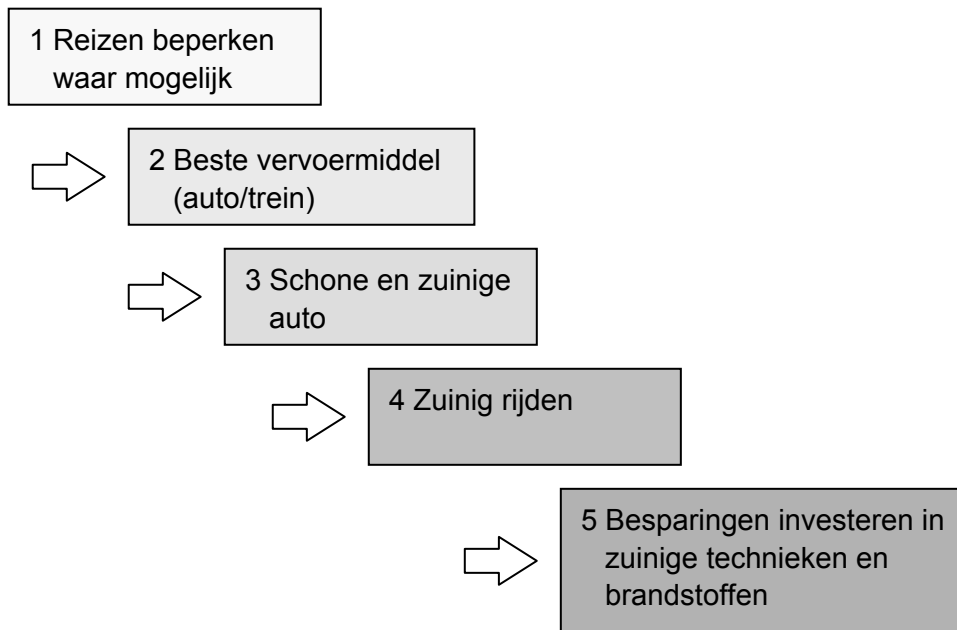 1 Reizen beperken
waar mogelijk
2 Beste vervoermiddel
(auto/trein)
3 Schone en zuinige
auto
4 Zuinig rijden
5 Besparingen investeren in
zuinige technieken en
brandstoffen